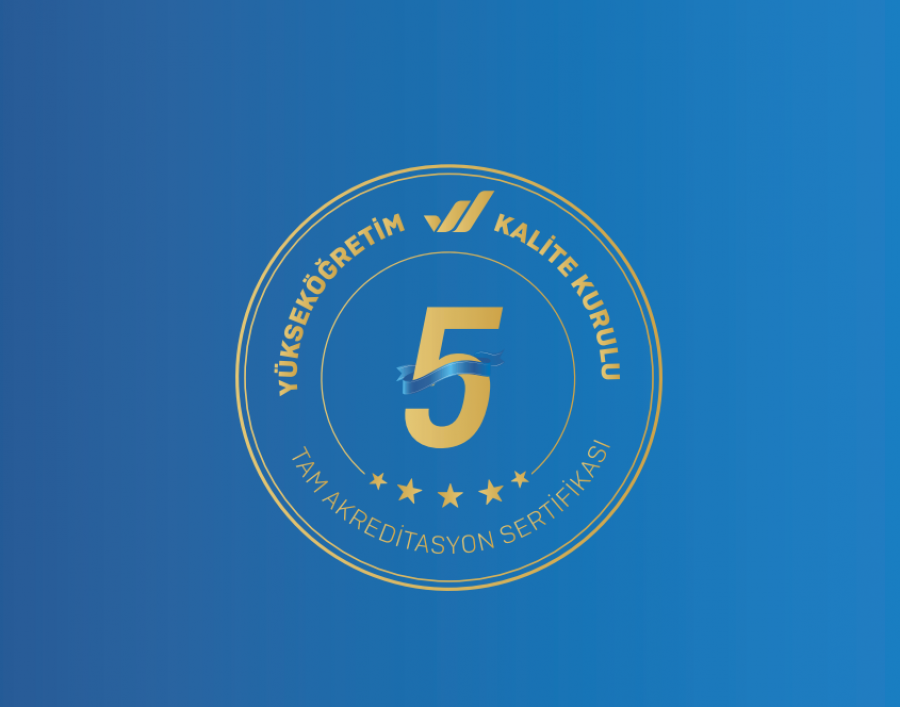 YÜKSEKÖĞRETİM KALİTE KURULU
5
TAM AKREDİTASYON SERTİFİKASI